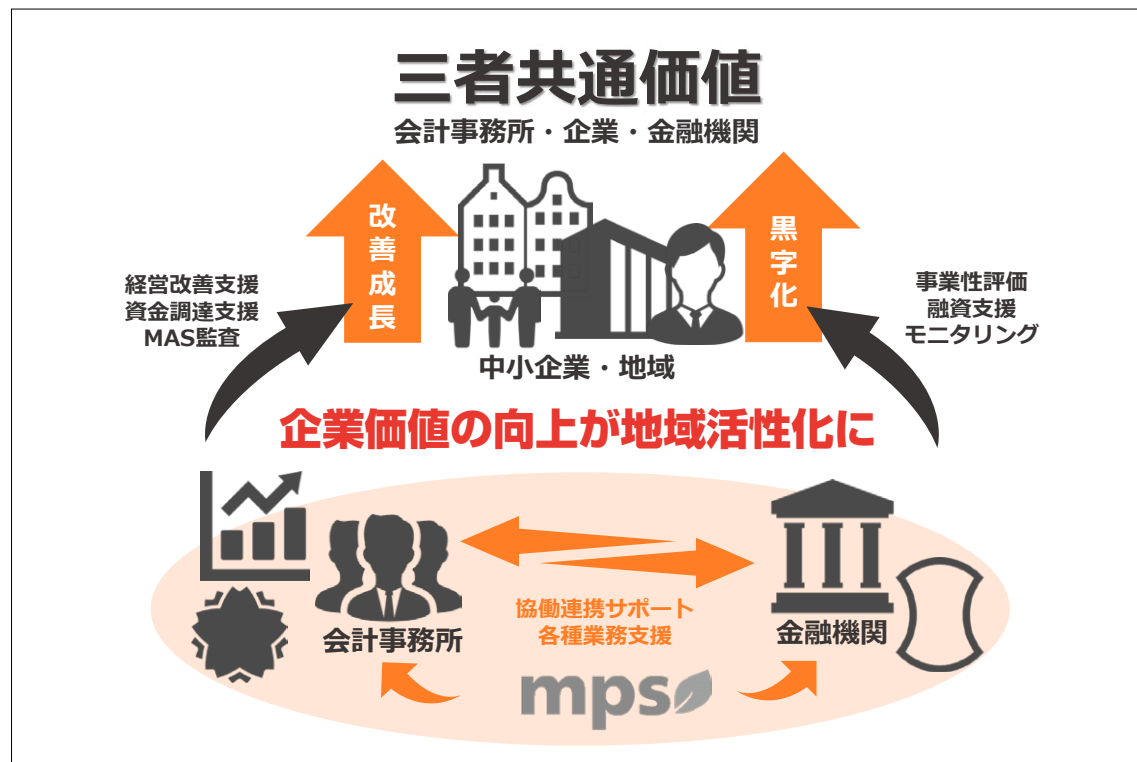 三者共通価値
会計事務所・企業・金融機関
改善成長
黒字化
経営改善支援
資金調達支援
MAS監査
事業性評価
融資支援
モニタリング
中小企業・地域
企業価値の向上が地域活性化に
協働連携サポート
各種業務支援
会計事務所
金融機関
mps